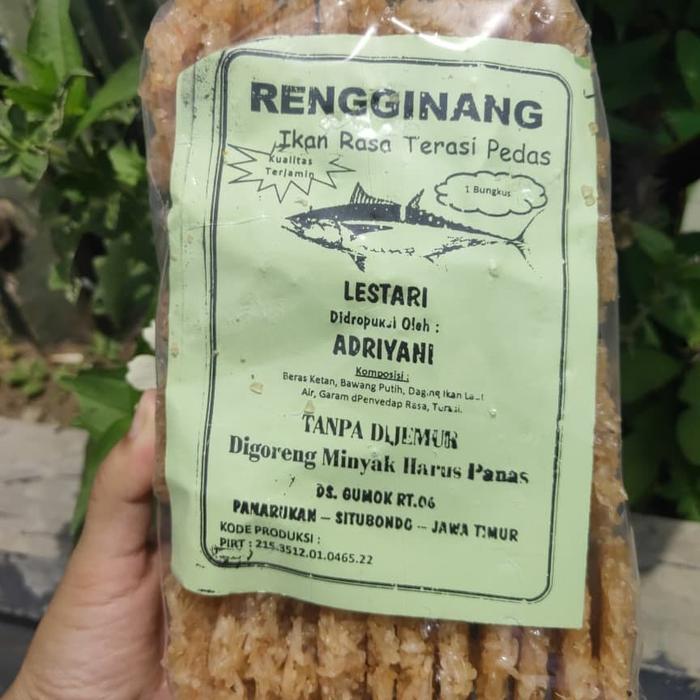 RENGGINANG
Ikan Rasa Terasi Pedas
Kualitas
Terjamin
1 Bungkus
LESTARI
Didropuksi Oleh :
ADRIYANI
Komposisi :
Beras Ketan, Bawang Putih, Daging Ikan Laut
Air, Garam dPenvedap Rasa,
TANPA DIJEMUR
Digoreng Minyak Harus Panas
DS. GUMOK RT.06
PANARUKAN - SITUBONDO - JAWA TIMUR
KODE PRODUKSI :
PIRT : 215.3512.01.0465.22